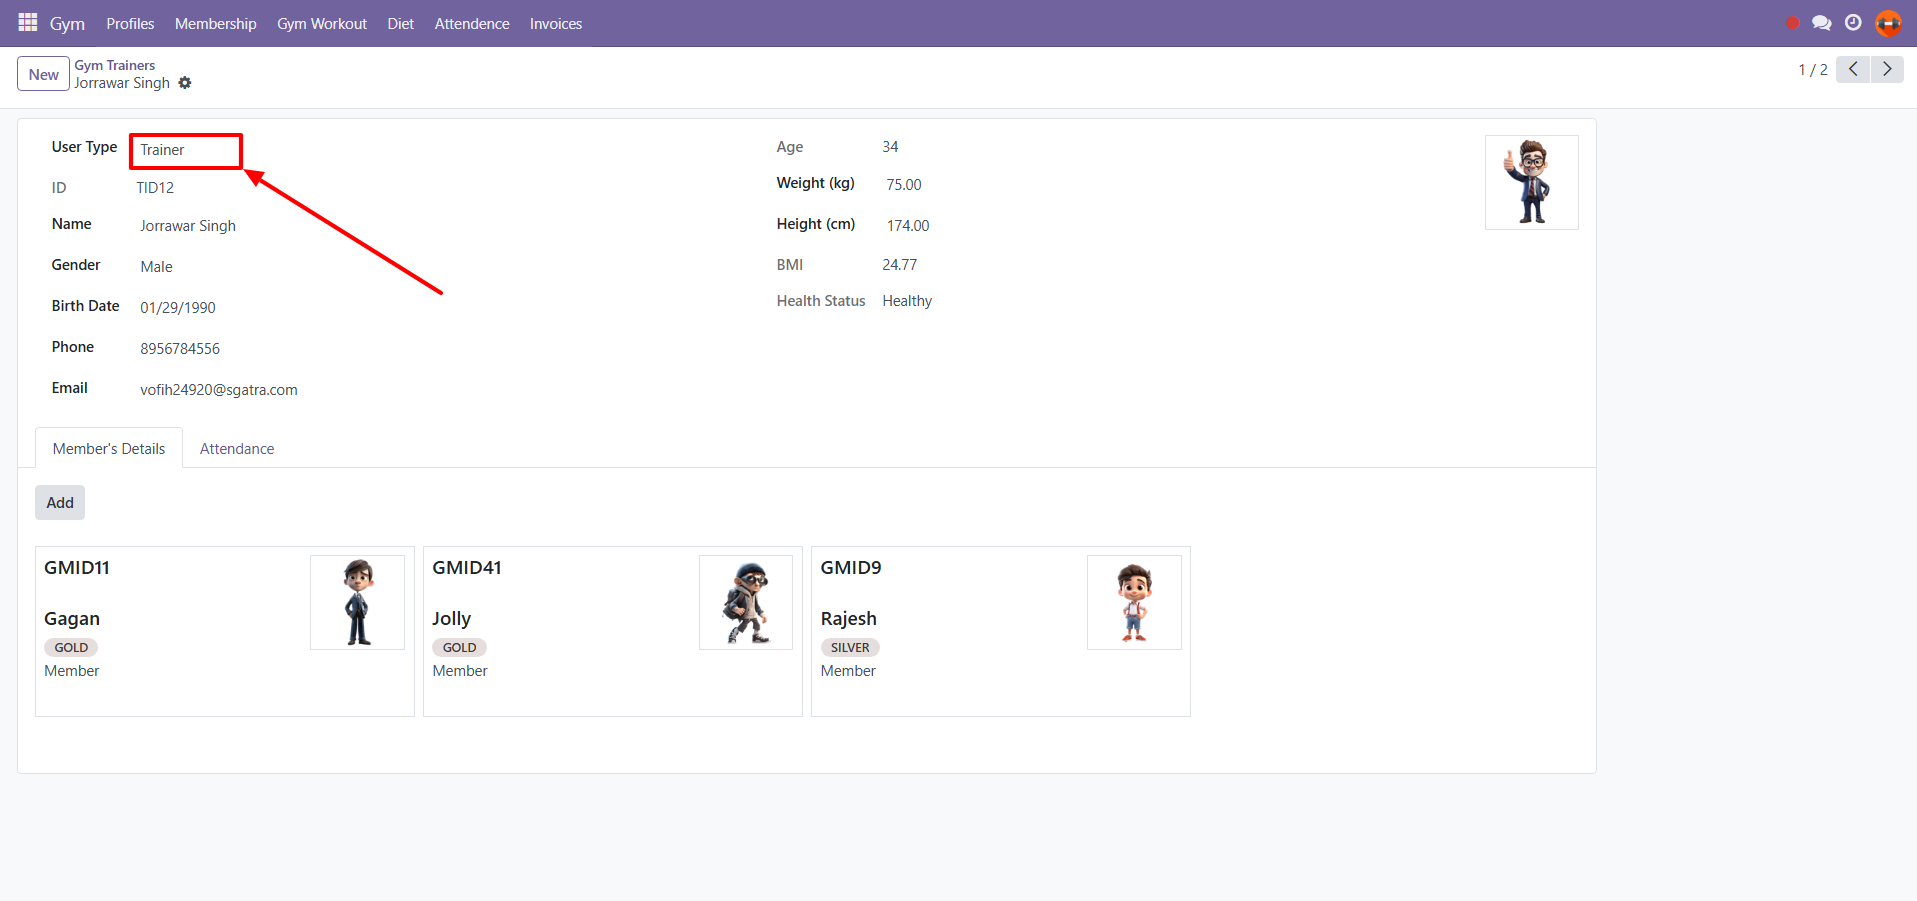 Gym Profiles Membership Gym Workout Diet Attendence Invoices
New
Gym Trainers
Jorrawar Singh
1 / 2
User Type Trainer
ID TID12
Name Jorrawar Singh
Gender Male
Birth Date 01/29/1990
Phone 8956784556
Email vofih24920@sgatra.com
Age 34
Weight (kg) 75.00
Height (cm) 174.00
BMI 24.77
Health Status Healthy
Member's Details Attendance
Add
GMID11
Gagan
GOLD
Member
GMID41
Jolly
GOLD
Member
GMID9
Rajesh
SILVER
Member